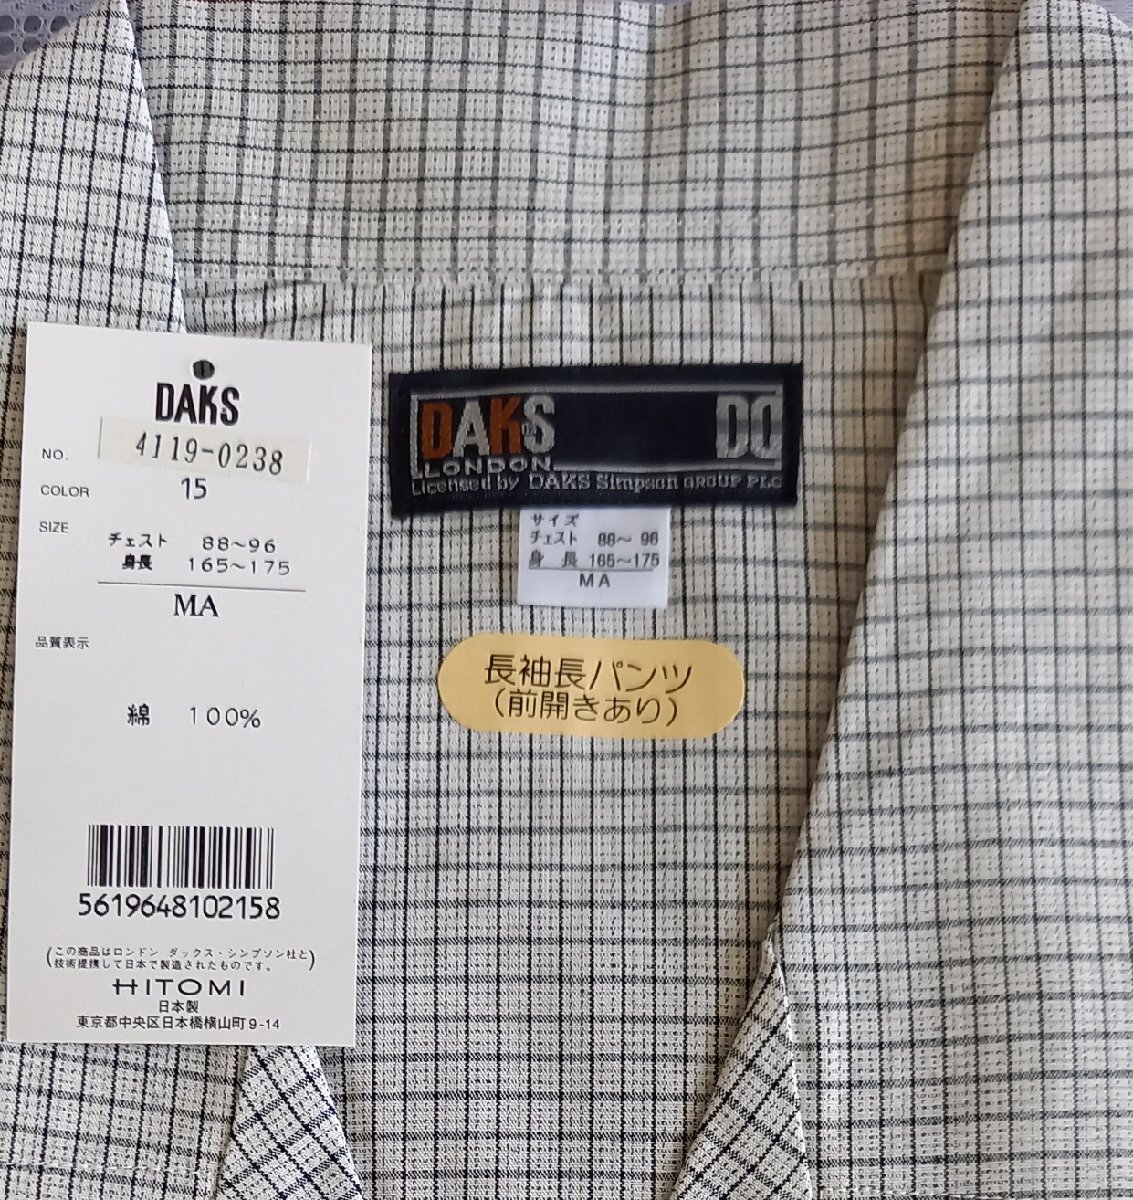 DAKS
NO. 4119-0238
COLOR 15
SIZE
チェスト 88～96
身長 165～175
MA
品質表示
綿 100%
5619648102158
(この商品はロンドン ダックス・シンプソン社と
技術提携して日本で製造されたものです。)
HITOMI
日本製
東京都中央区日本橋横山町9-14
DAKS DD
LONDON
Licensed by DAKS Simpson GROUP PLC
サイズ
チェスト 88～96
身長 165～175
MA
長袖長パンツ
(前開きあり)